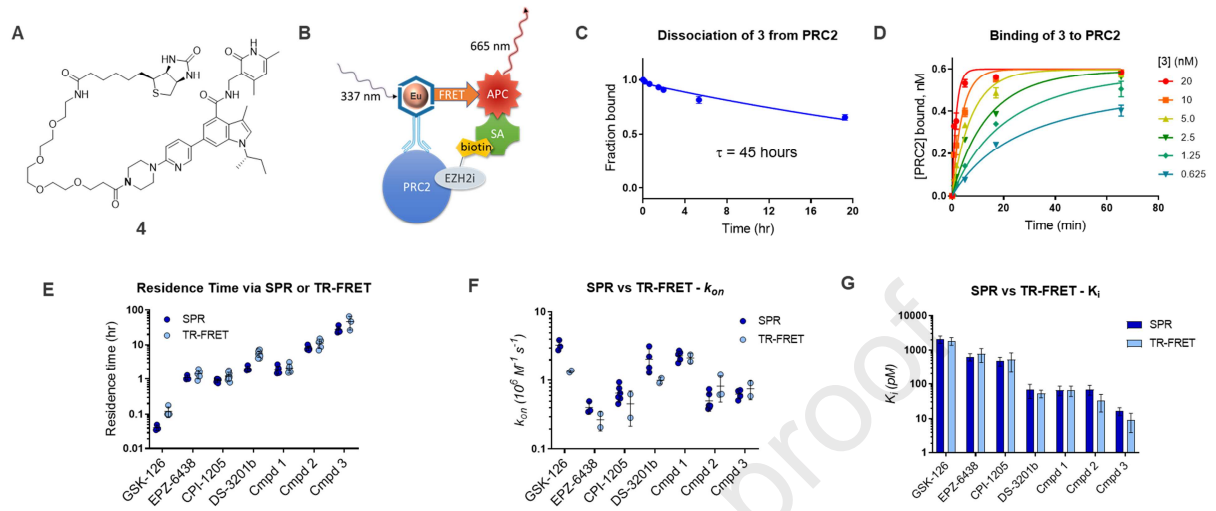 A
O
HN
NH
S
H
N
O
O
NH
HN
O
N
O
O
O
O
N
N
N
4
B
337 nm
Eu
FRET
665 nm
APC
SA
biotin
EZH2i
PRC2
C
Dissociation of 3 from PRC2
Fraction bound
1.0
0.5
0.0
τ = 45 hours
0
4
8
12
16
20
Time (hr)
D
Binding of 3 to PRC2
[PRC2] bound, nM
0.6
0.4
0.2
0.0
0
20
40
60
80
Time (min)
[3] (nM)
20
10
5.0
2.5
1.25
0.625
E
Residence Time via SPR or TR-FRET
Residence time (hr)
100
10
1
0.1
0.01
SPR
TR-FRET
GSK-126
EPZ-6438
CPI-1205
DS-3201b
Cmpd 1
Cmpd 2
Cmpd 3
F
SPR vs TR-FRET - kon
kon (10⁶ M⁻¹ s⁻¹)
10
1
0.1
SPR
TR-FRET
GSK-126
EPZ-6438
CPI-1205
DS-3201b
Cmpd 1
Cmpd 2
Cmpd 3
G
SPR vs TR-FRET - Ki
Ki (pM)
10000
1000
100
10
1
SPR
TR-FRET
GSK-126
EPZ-6438
CPI-1205
DS-3201b
Cmpd 1
Cmpd 2
Cmpd 3
proof